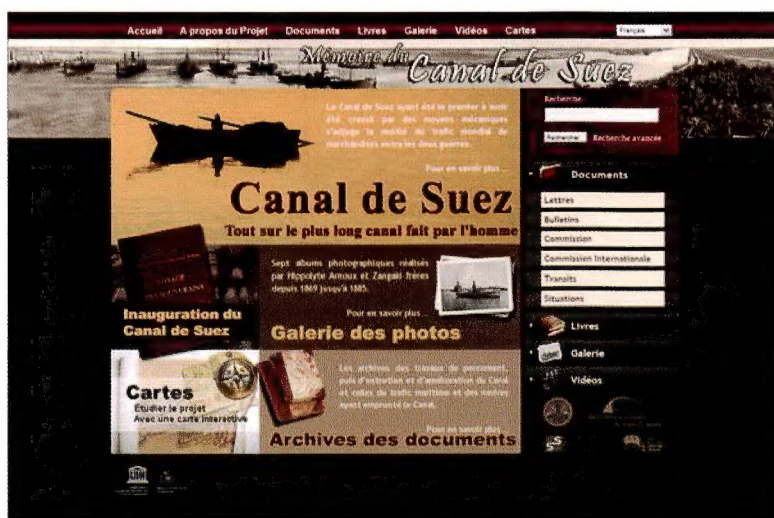 Accueil A propos du Projet Documents Livres Galerie Vidéos Cartes Français
Mémoire du Canal de Suez
Le Canal de Suez ayant été le premier à avoir
été creusé par des moyens mécaniques
s'adjuge la moitié du trafic mondial de
marchandises entre les deux guerres.
Pour en savoir plus ...
Canal de Suez
Tout sur le plus long canal fait par l'homme
Recherche
Rechercher Recherche avancée
Documents
Lettres
Bulletins
Commission
Commission Internationale
Transits
Situations
Livres
Galerie
Vidéos
VOYAGE
Inauguration du
Canal de Suez
Sept albums photographiques réalisés
par Hippolyte Arnoux et Zangaki frères
depuis 1869 jusqu'à 1885.
Pour en savoir plus ...
Galerie des photos
Cartes
Étudier le projet
Avec une carte interactive
Les archives des travaux de percement,
puis d'entretien et d'amélioration du Canal
et celles du trafic maritime et des navires
ayant emprunté le Canal.
Pour en savoir plus ...
Archives des documents